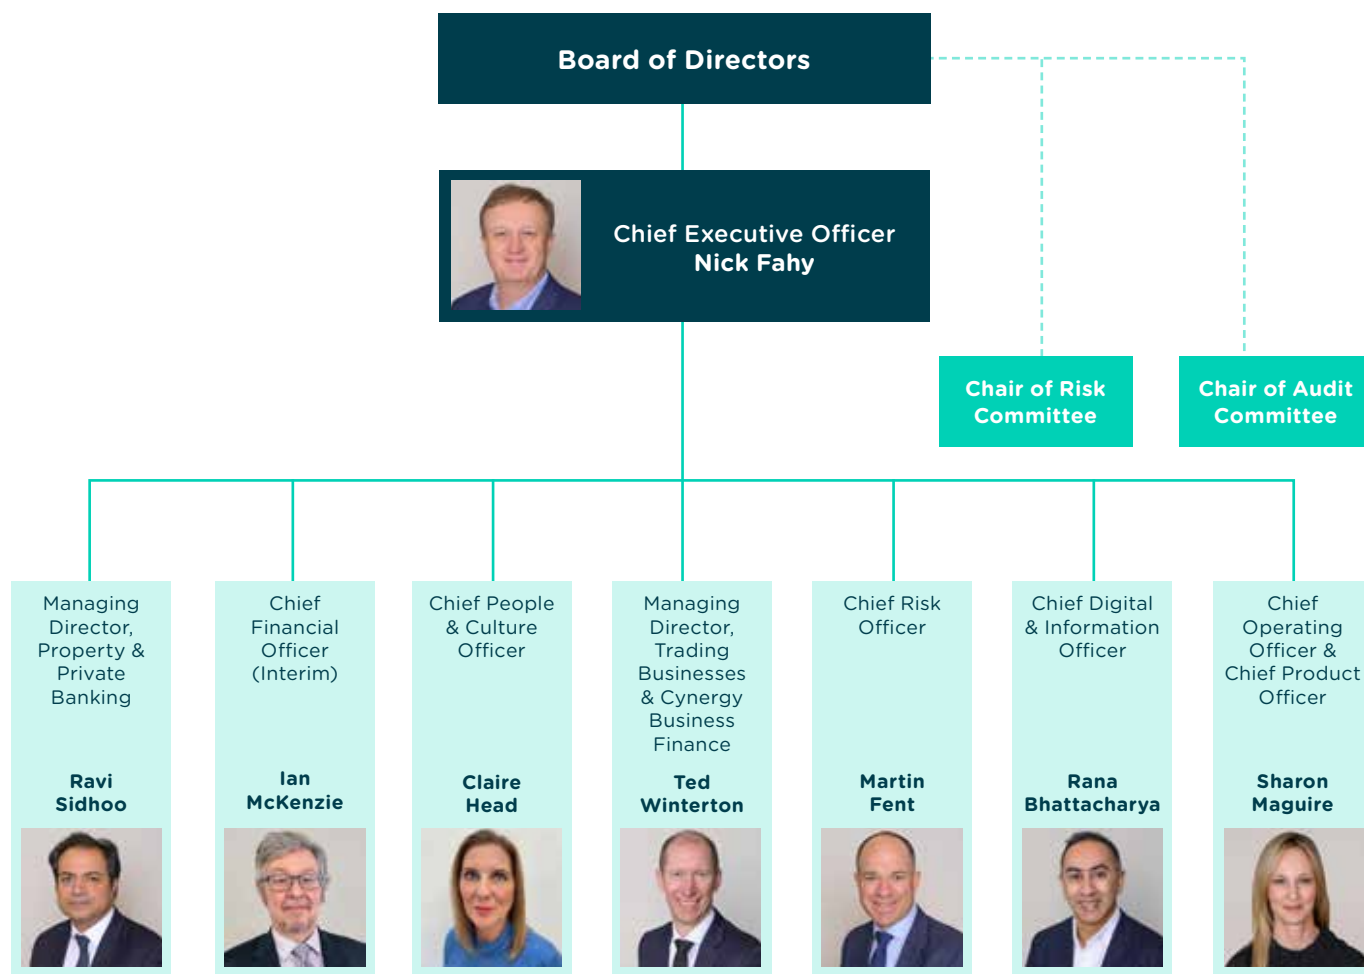 Board of Directors
Chief Executive Officer
Nick Fahy
Chair of Risk
Committee
Chair of Audit
Committee
Managing
Director,
Property &
Private
Banking
Ravi
Sidhoo
Chief
Financial
Officer
(Interim)
Ian
McKenzie
Chief People
& Culture
Officer
Claire
Head
Managing
Director,
Trading
Businesses
& Cynergy
Business
Finance
Ted
Winterton
Chief Risk
Officer
Martin
Fent
Chief Digital
& Information
Officer
Rana
Bhattacharya
Chief
Operating
Officer &
Chief Product
Officer
Sharon
Maguire